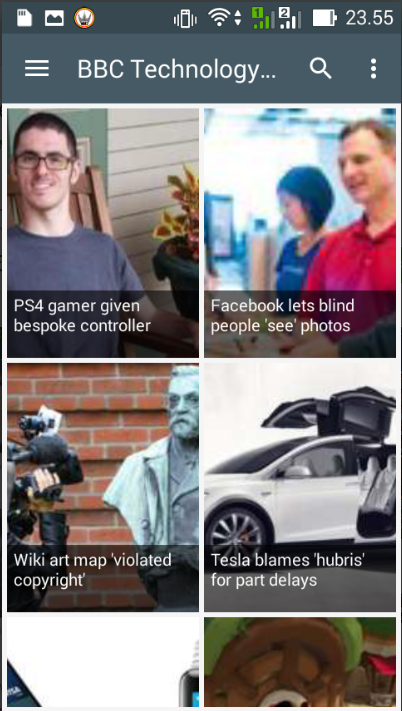 1 2 23.55
BBC Technology...
PS4 gamer given
bespoke controller
Facebook lets blind
people 'see' photos
Wiki art map 'violated
copyright'
Tesla blames 'hubris'
for part delays
VISA